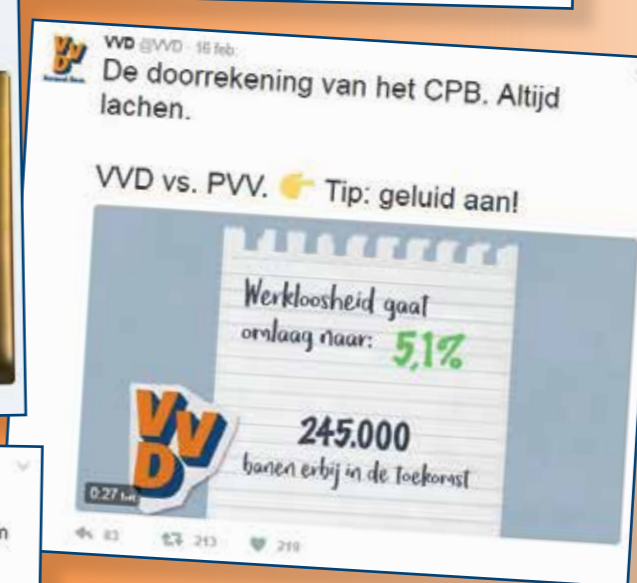 VVD @VVD · 16 feb.
De doorrekening van het CPB. Altijd
lachen.
VVD vs. PVV. 👉 Tip: geluid aan!
Werkloosheid gaat
omlaag naar: 5,1%
245.000
banen erbij in de toekomst
VVD
0:27
83 213 219
n